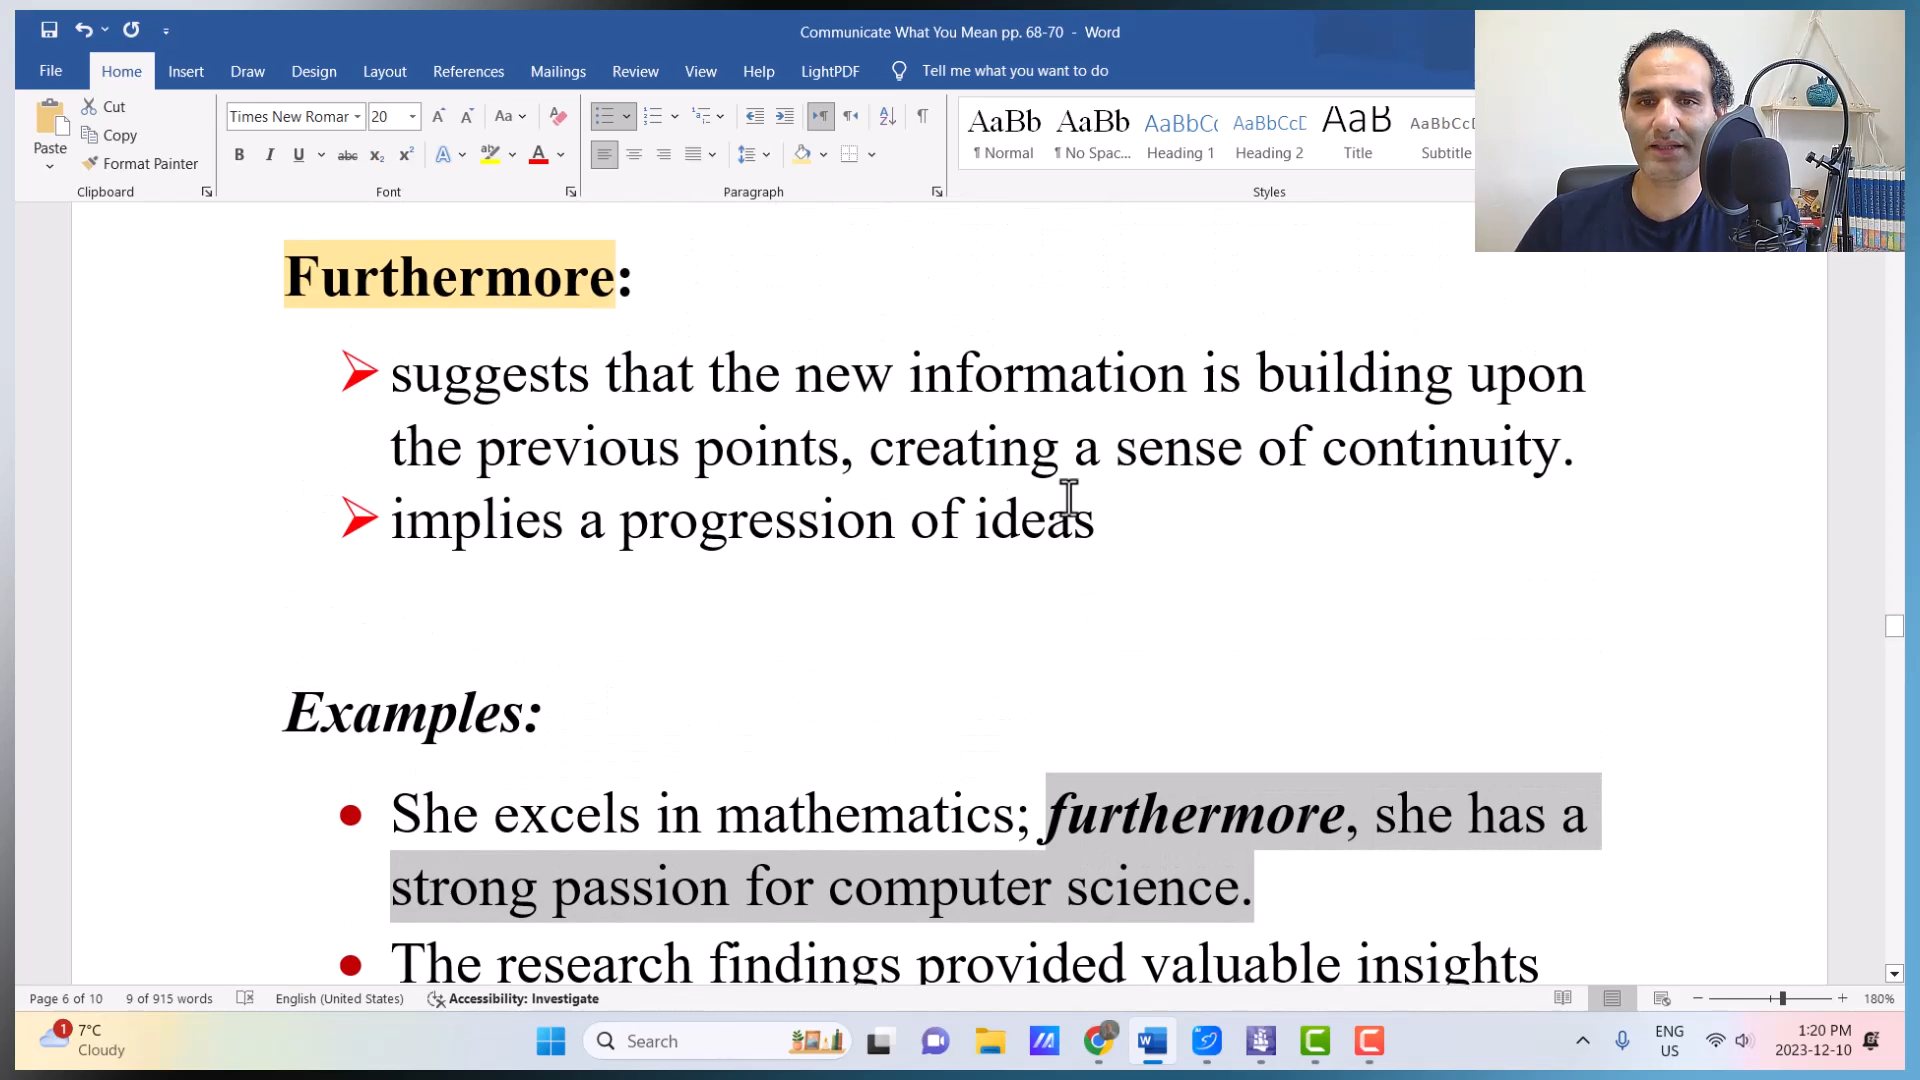 Communicate What You Mean pp. 68-70 - Word
File Home Insert Draw Design Layout References Mailings Review View Help LightPDF Tell me what you want to do
Paste
Cut
Copy
Format Painter
Clipboard
Times New Romar 20
Font
Paragraph
AaBb AaBb AaBbC AaBbCcD AaB AaBbCcD
Normal No Spac... Heading 1 Heading 2 Title Subtitle
Styles
Furthermore:
suggests that the new information is building upon
the previous points, creating a sense of continuity.
implies a progression of ideas
Examples:
She excels in mathematics; furthermore, she has a
strong passion for computer science.
The research findings provided valuable insights
Page 6 of 10 9 of 915 words English (United States) Accessibility: Investigate 180%
1
7°C
Cloudy
Search
ENG
US
1:20 PM
2023-12-10